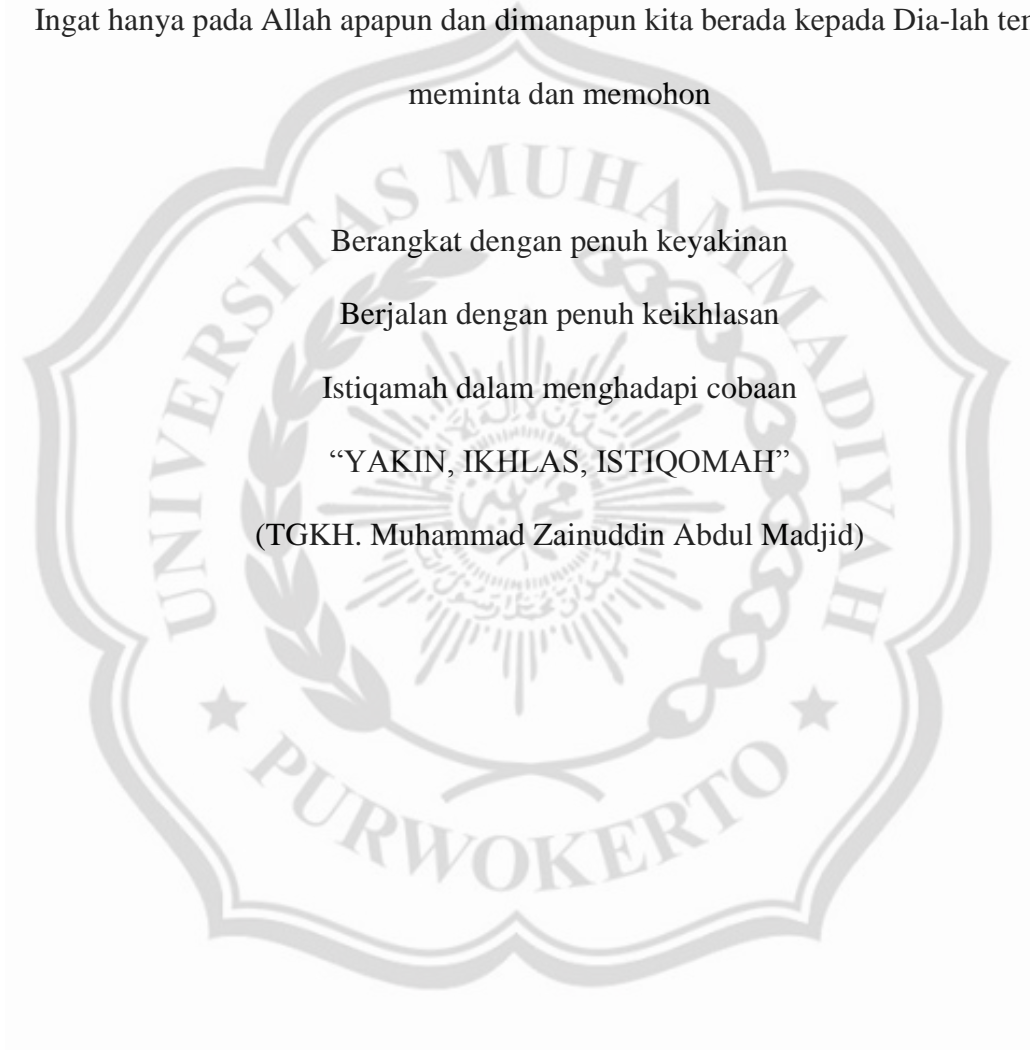 Ingat hanya pada Allah apapun dan dimanapun kita berada kepada Dia-lah
meminta dan memohon
Berangkat dengan penuh keyakinan
Berjalan dengan penuh keikhlasan
Istiqamah dalam menghadapi cobaan
“YAKIN, IKHLAS, ISTIQOMAH”
(TGKH. Muhammad Zainuddin Abdul Madjid)
UNIVERSITAS MUHAMMADIYAH
PURWOKERTO